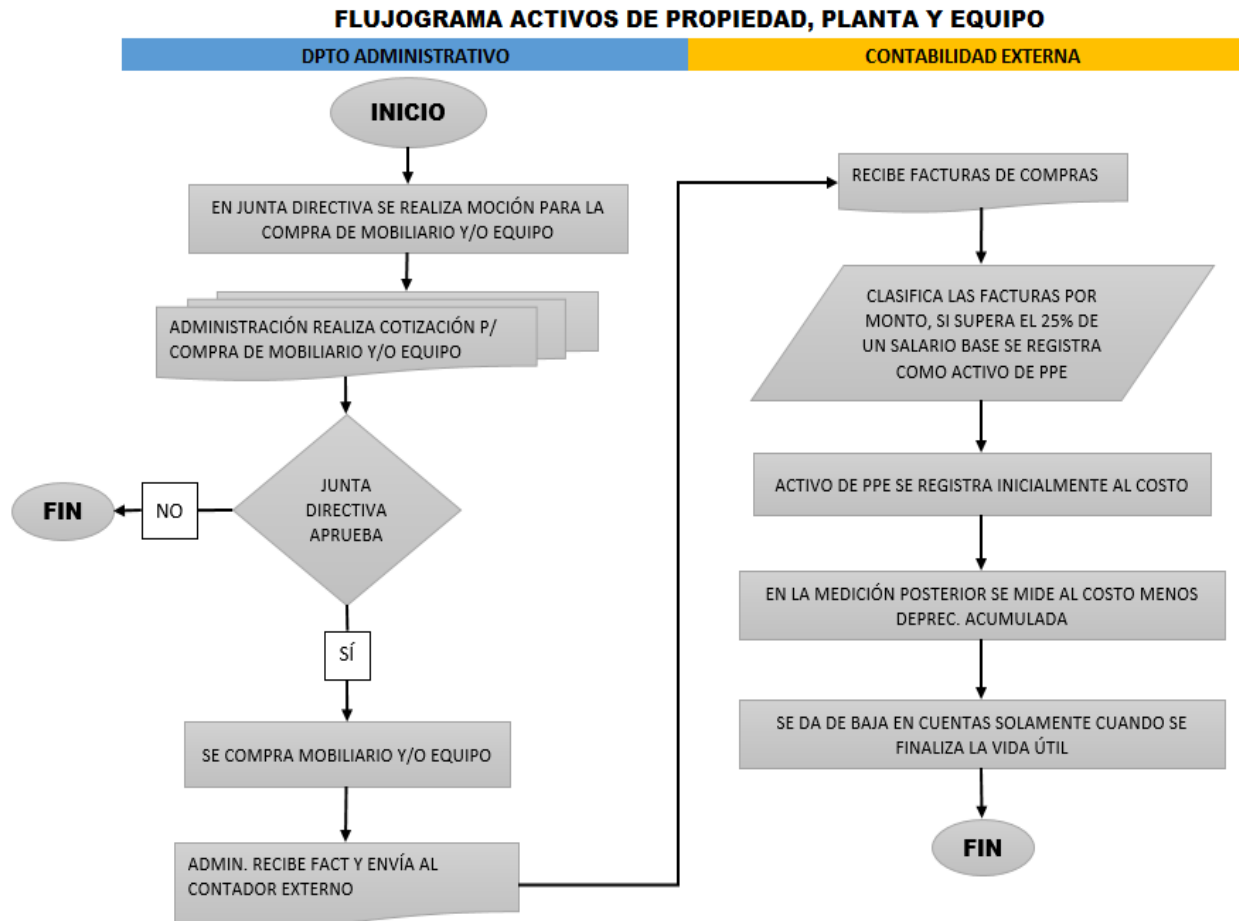 FLUJOGRAMA ACTIVOS DE PROPIEDAD, PLANTA Y EQUIPO
DPTO ADMINISTRATIVO
CONTABILIDAD EXTERNA
INICIO
EN JUNTA DIRECTIVA SE REALIZA MOCIÓN PARA LA
COMPRA DE MOBILIARIO Y/O EQUIPO
ADMINISTRACIÓN REALIZA COTIZACIÓN P/
COMPRA DE MOBILIARIO Y/O EQUIPO
JUNTA
DIRECTIVA
APRUEBA
NO
FIN
SÍ
SE COMPRA MOBILIARIO Y/O EQUIPO
ADMIN. RECIBE FACT Y ENVÍA AL
CONTADOR EXTERNO
RECIBE FACTURAS DE COMPRAS
CLASIFICA LAS FACTURAS POR
MONTO, SI SUPERA EL 25% DE
UN SALARIO BASE SE REGISTRA
COMO ACTIVO DE PPE
ACTIVO DE PPE SE REGISTRA INICIALMENTE AL COSTO
EN LA MEDICIÓN POSTERIOR SE MIDE AL COSTO MENOS
DEPREC. ACUMULADA
SE DA DE BAJA EN CUENTAS SOLAMENTE CUANDO SE
FINALIZA LA VIDA ÚTIL
FIN